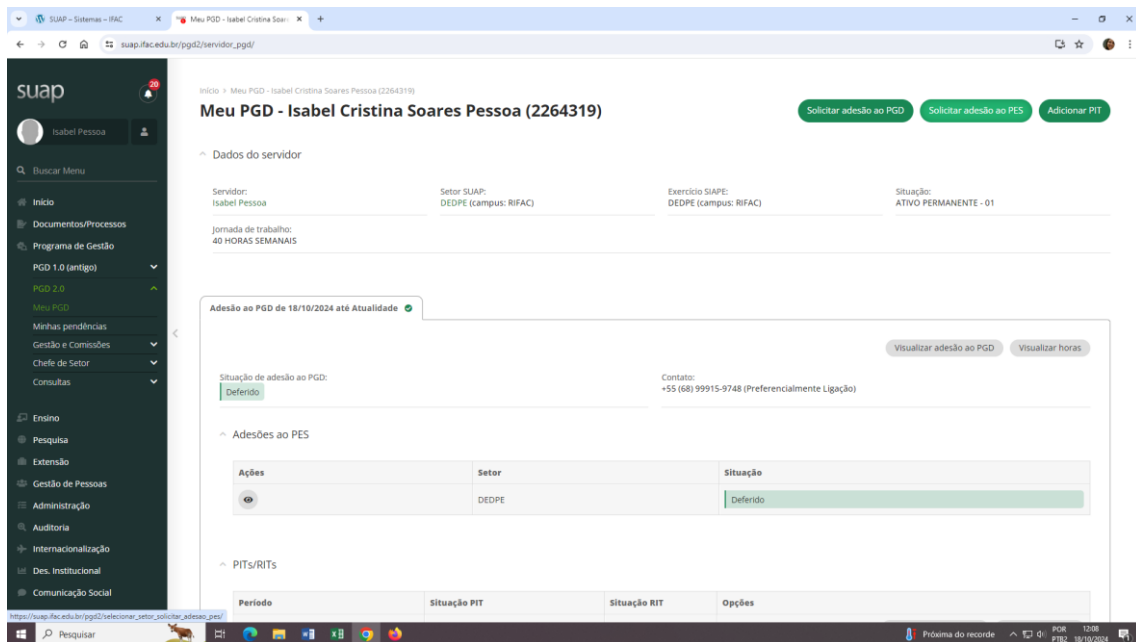 SUAP – Sistemas – IFAC
Meu PGD - Isabel Cristina Soar
suap.ifac.edu.br/pgd2/servidor_pgd/
suap
20
Isabel Pessoa
Buscar Menu
Início
Documentos/Processos
Programa de Gestão
PGD 1.0 (antigo)
PGD 2.0
Meu PGD
Minhas pendências
Gestão e Comissões
Chefe de Setor
Consultas
Ensino
Pesquisa
Extensão
Gestão de Pessoas
Administração
Auditoria
Internacionalização
Des. Institucional
Comunicação Social
Início > Meu PGD - Isabel Cristina Soares Pessoa (2264319)
Meu PGD - Isabel Cristina Soares Pessoa (2264319)
Solicitar adesão ao PGD Solicitar adesão ao PES Adicionar PIT
Dados do servidor
Servidor: Setor SUAP: Exercício SIAPE: Situação:
Isabel Pessoa DEDPE (campus: RIFAC) DEDPE (campus: RIFAC) ATIVO PERMANENTE - 01
Jornada de trabalho:
40 HORAS SEMANAIS
Adesão ao PGD de 18/10/2024 até Atualidade
Visualizar adesão ao PGD Visualizar horas
Situação de adesão ao PGD: Contato:
Deferido +55 (68) 99915-9748 (Preferencialmente Ligação)
Adesões ao PES
Ações Setor Situação
DEDPE Deferido
PITs/RITs
Período Situação PIT Situação RIT Opções
https://suap.ifac.edu.br/pgd2/selecionar_setor_solicitar_adesao_pes/
Pesquisar
Próxima do recorde
POR 12:08
PTB2 18/10/2024